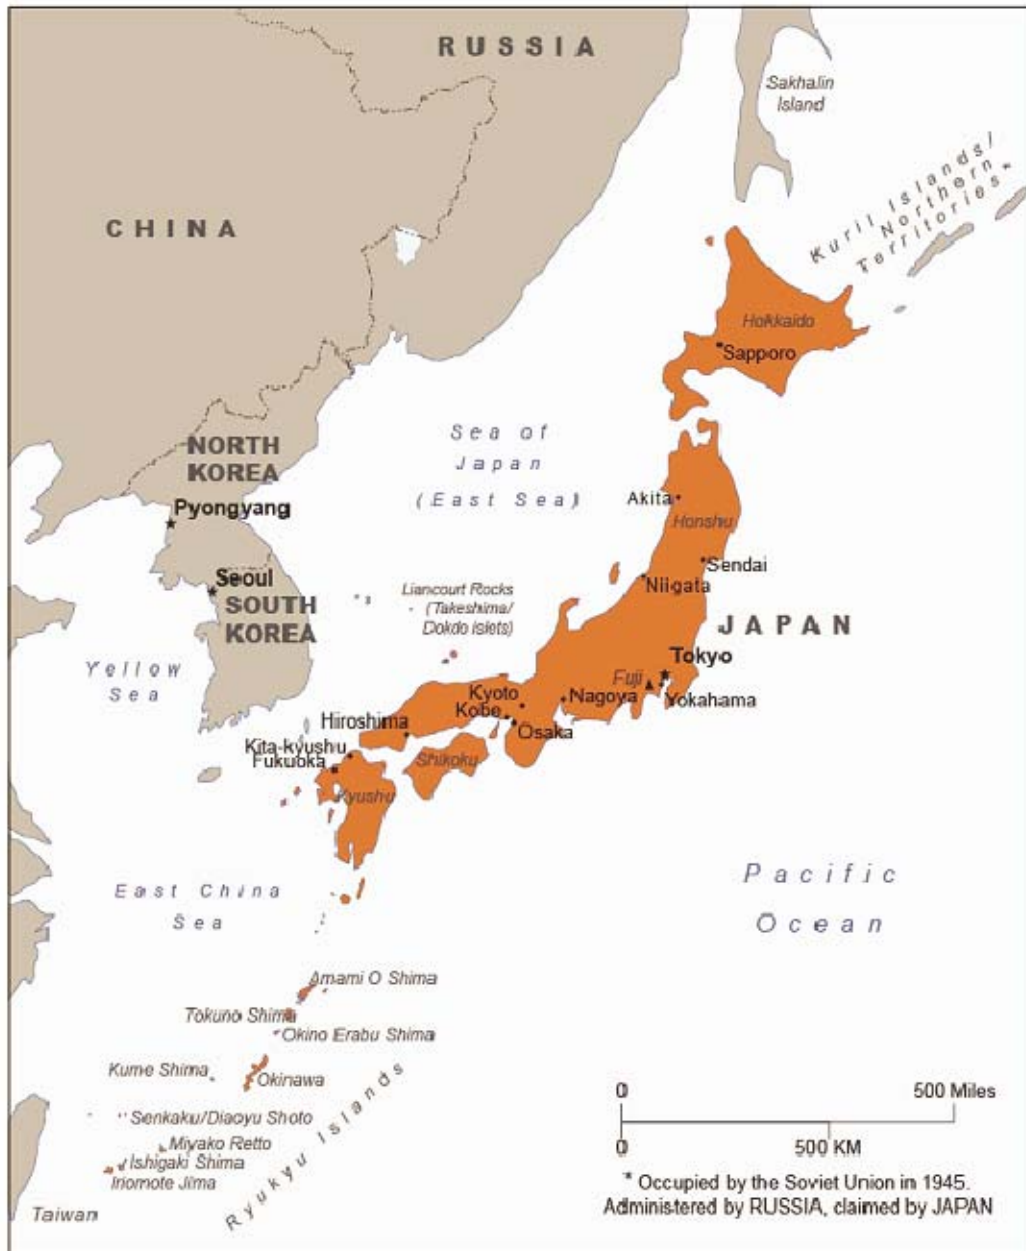 RUSSIA
Sakhalin
Island
Kuril Islands/
Northern
Territories*
CHINA
Hokkaido
Sapporo
Sea of
Japan
(East Sea)
NORTH
KOREA
Pyongyang
Akita
Honshu
Sendai
Seoul
SOUTH
KOREA
Niigata
Liancourt Rocks
(Takeshima/
Dokdo islets)
JAPAN
Yellow
Sea
Tokyo
Fuji
Kyoto
Nagoya
Yokahama
Kobe
Hiroshima
Osaka
Kita-kyushu
Fukuoka
Shikoku
Kyushu
East China
Sea
Pacific
Ocean
Amami O Shima
Tokuno Shima
Okino Erabu Shima
Kume Shima
Okinawa
Senkaku/Diaoyu Shoto
Miyako Retto
Ishigaki Shima
Iriomote Jima
Ryukyu Islands
Taiwan
0 500 Miles
0 500 KM
* Occupied by the Soviet Union in 1945.
Administered by RUSSIA, claimed by JAPAN